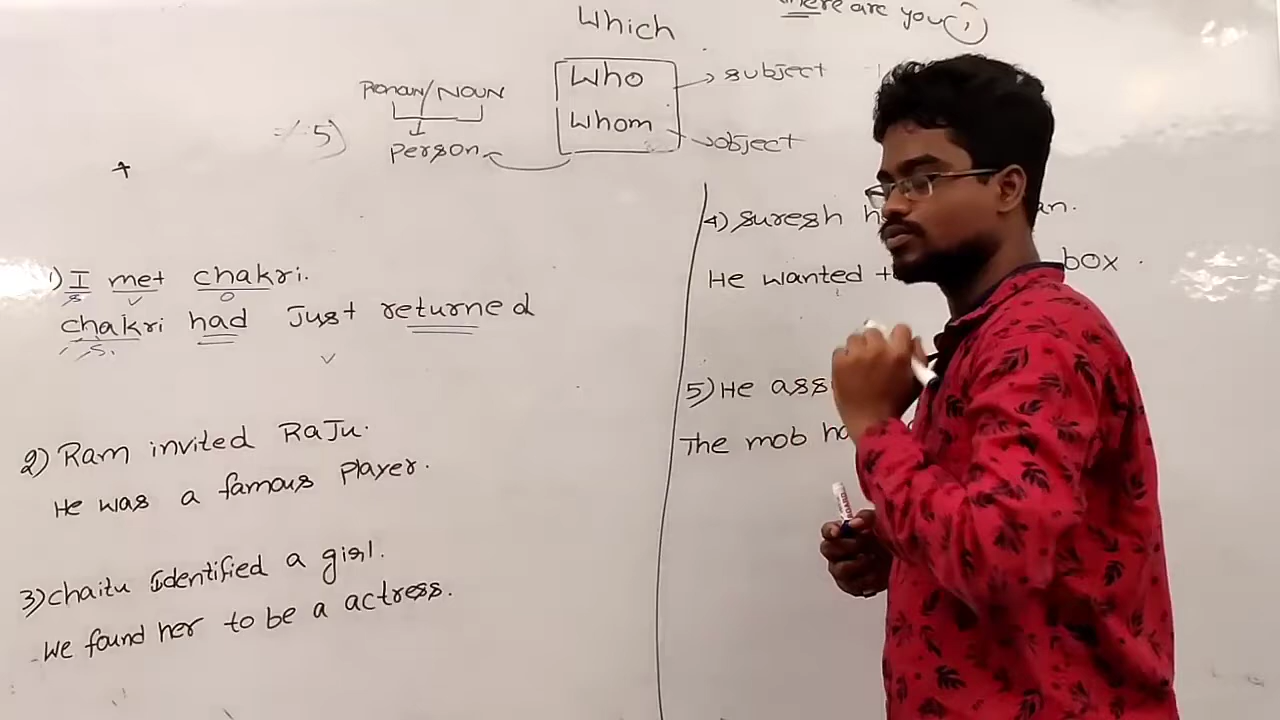 Which
are you
Pronoun/NOUN
who
subject
5)
Person
whom
object
1) I met chakri.
S V O
chakri had Just returned
S.
V
2) Ram invited RaJu.
He was a famous Player.
3) chaitu Identified a girl.
We found her to be a actress.
4) suresh
He wanted box.
5) He
The mob